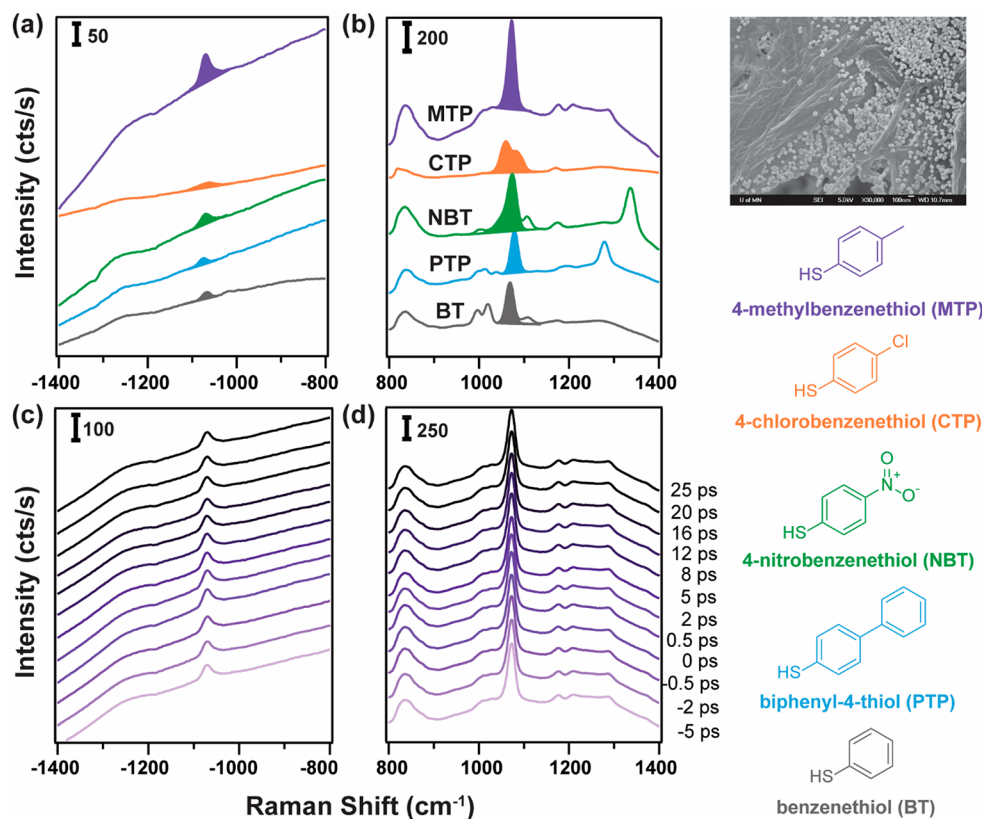 (a)
50
(b)
200
MTP
CTP
NBT
PTP
BT
-1400
-1200
-1000
-800
800
1000
1200
1400
Intensity (cts/s)
(c)
100
(d)
250
25 ps
20 ps
16 ps
12 ps
8 ps
5 ps
2 ps
0.5 ps
0 ps
-0.5 ps
-2 ps
-5 ps
-1400
-1200
-1000
-800
800
1000
1200
1400
Intensity (cts/s)
Raman Shift (cm⁻¹)
U of MN SEI 5.0kV X30,000 100nm WD 10.7mm
HS
4-methylbenzenethiol (MTP)
Cl
HS
4-chlorobenzenethiol (CTP)
O
N⁺
O⁻
HS
4-nitrobenzenethiol (NBT)
HS
biphenyl-4-thiol (PTP)
HS
benzenethiol (BT)